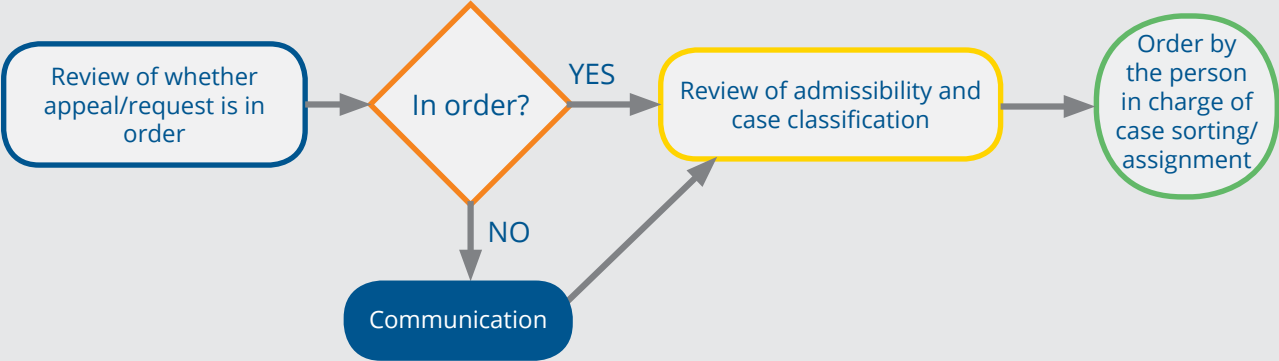 Review of whether
appeal/request is in
order
In order?
YES
NO
Communication
Review of admissibility and
case classification
Order by
the person
in charge of
case sorting/
assignment